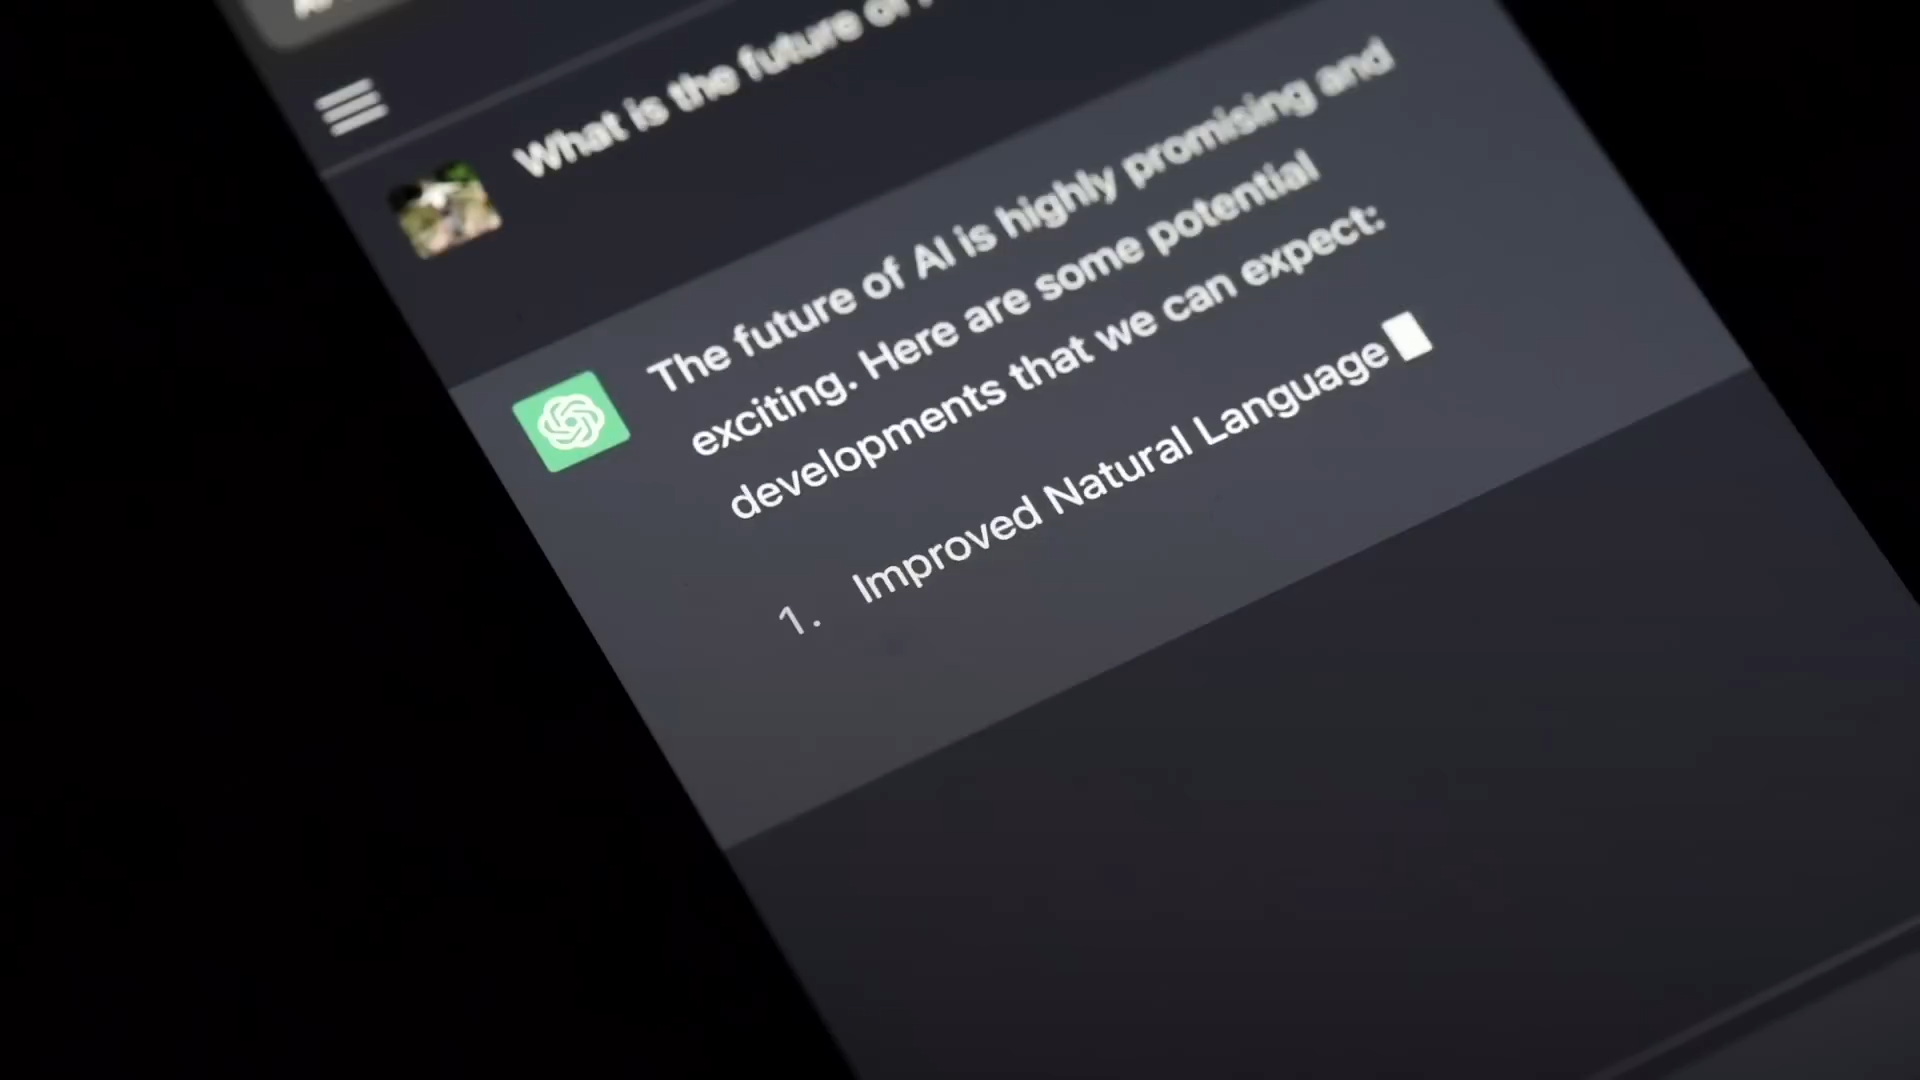 What is the future of
The future of AI is highly promising and
exciting. Here are some potential
developments that we can expect:
1. Improved Natural Language